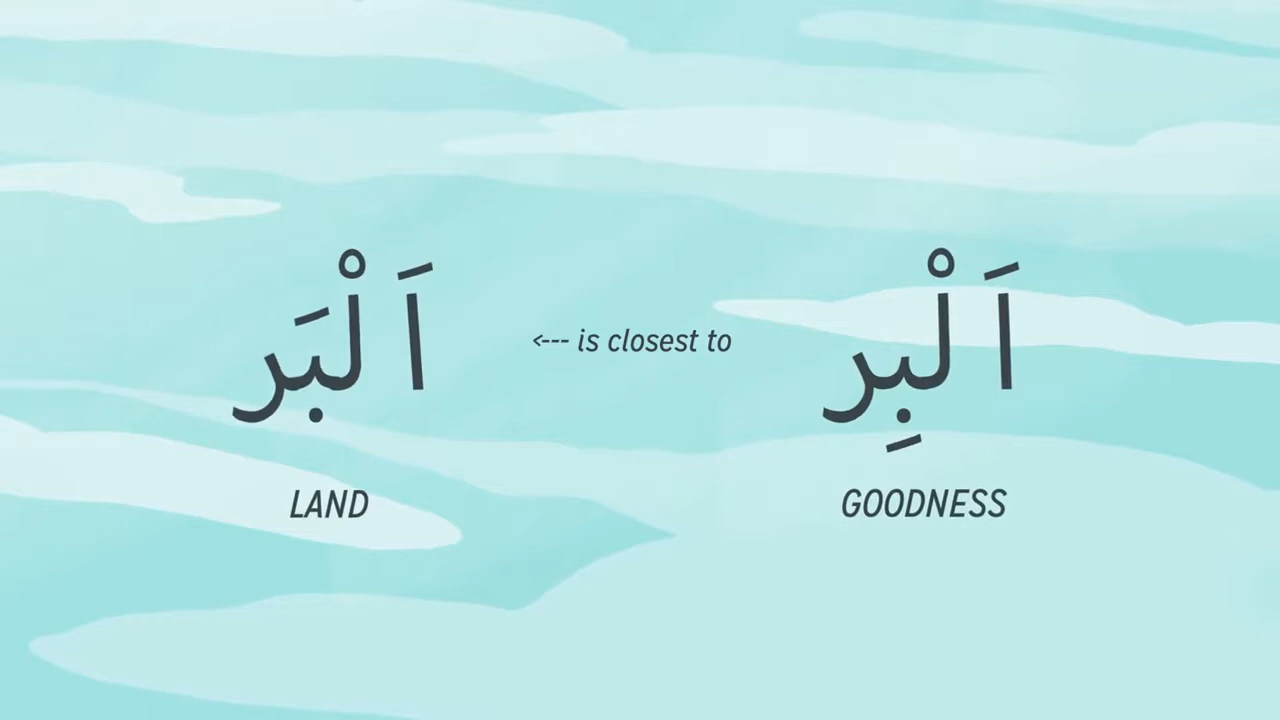 اَلْبَر <--- is closest to اَلْبِر
LAND GOODNESS